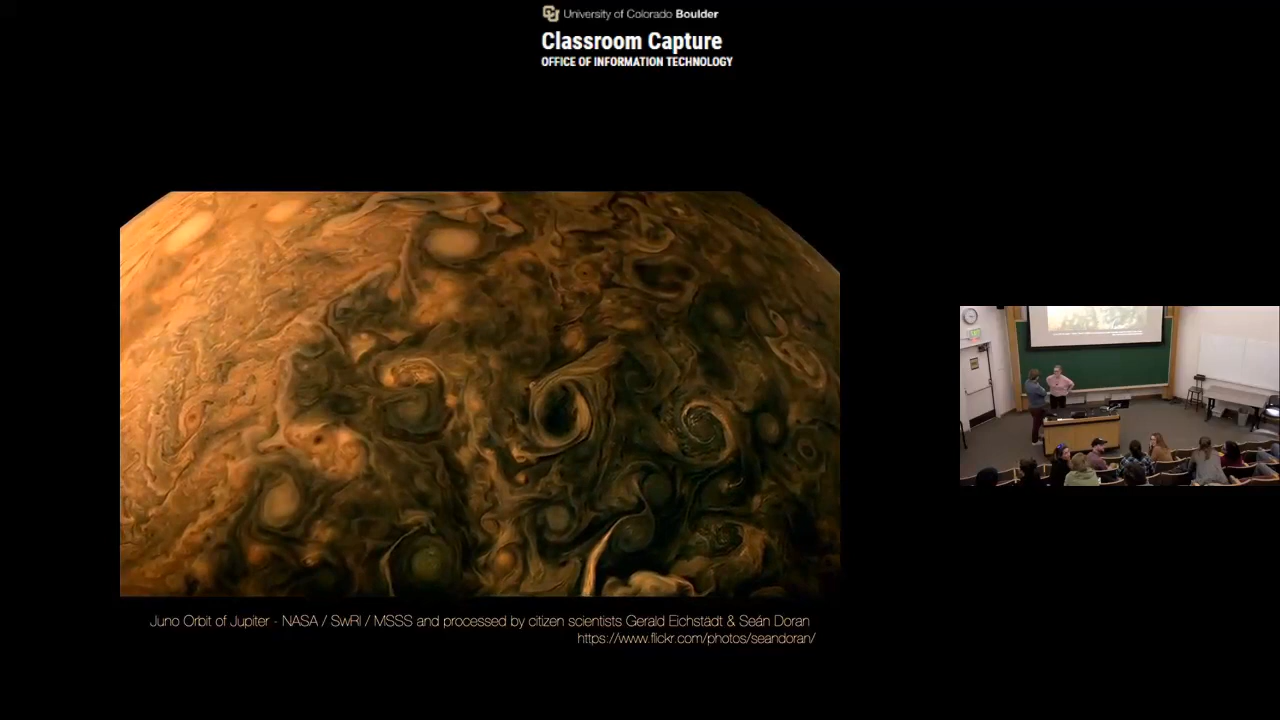 University of Colorado Boulder
Classroom Capture
OFFICE OF INFORMATION TECHNOLOGY
Juno Orbit of Jupiter - NASA / SwRI / MSSS and processed by citizen scientists Gerald Eichstädt & Seán Doran
https://www.flickr.com/photos/seandoran/